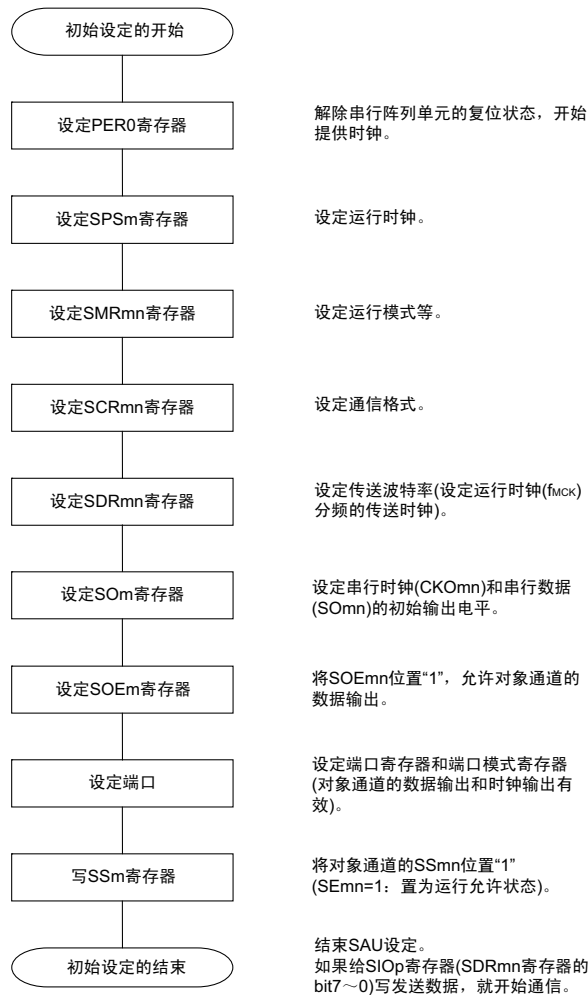 初始设定的开始
设定PER0寄存器
解除串行阵列单元的复位状态，开始
提供时钟。
设定SPSm寄存器
设定运行时钟。
设定SMRmn寄存器
设定运行模式等。
设定SCRmn寄存器
设定通信格式。
设定SDRmn寄存器
设定传送波特率(设定运行时钟(fMCK)
分频的传送时钟)。
设定SOm寄存器
设定串行时钟(CKOmn)和串行数据
(SOmn)的初始输出电平。
设定SOEm寄存器
将SOEmn位置“1”，允许对象通道的
数据输出。
设定端口
设定端口寄存器和端口模式寄存器
(对象通道的数据输出和时钟输出有
效)。
写SSm寄存器
将对象通道的SSmn位置“1”
(SEmn=1：置为运行允许状态)。
初始设定的结束
结束SAU设定。
如果给SIOp寄存器(SDRmn寄存器的
bit7～0)写发送数据，就开始通信。